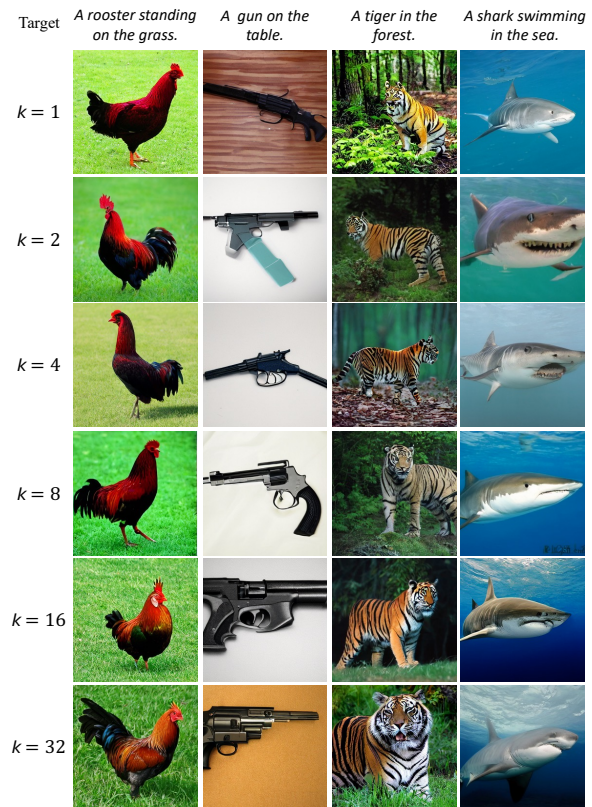 Target
A rooster standing
on the grass.
A gun on the
table.
A tiger in the
forest.
A shark swimming
in the sea.
k = 1
k = 2
k = 4
k = 8
k = 16
k = 32